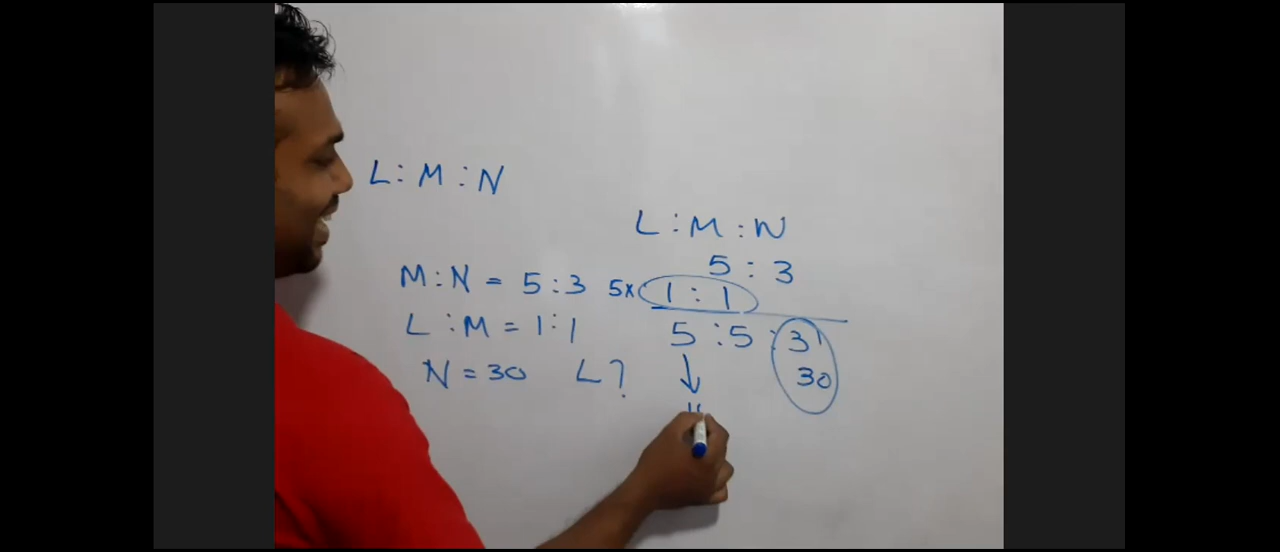 L : M : N
L : M : N
5 : 3
M : N = 5 : 3 5x 1 : 1
L : M = 1 : 1 5 : 5 : 3
N = 30 L ? 30